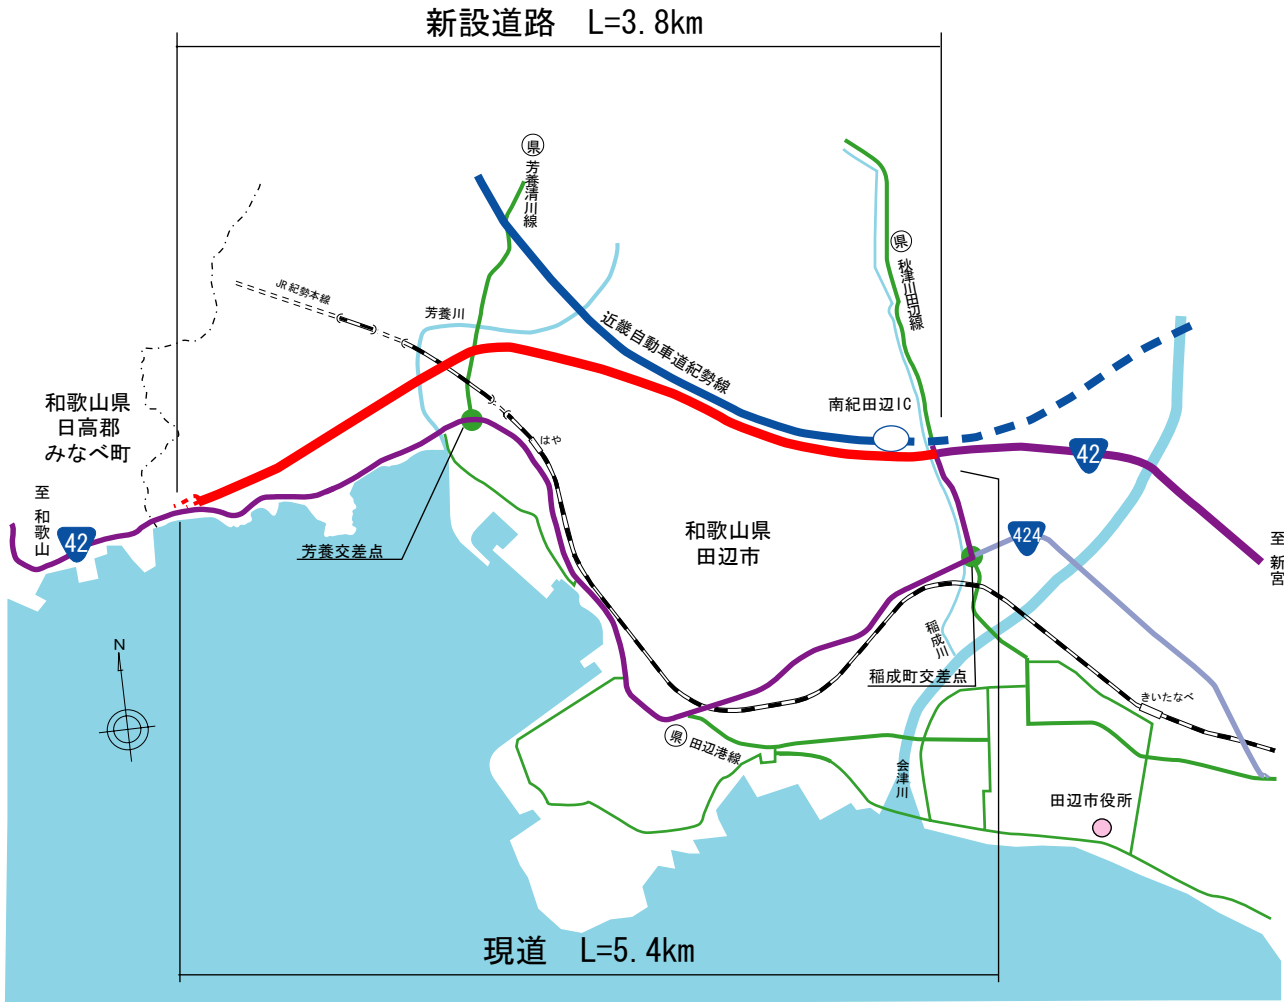 新設道路 L=3.8km
県
芳養清川線
県
秋津川田辺線
JR紀勢本線
芳養川
近畿自動車道紀勢線
南紀田辺IC
和歌山県
日高郡
みなべ町
はや
42
至 和歌山
42
芳養交差点
和歌山県
田辺市
424
至 新宮
N
稲成川
稲成町交差点
きいたなべ
県 田辺港線
会津川
田辺市役所
現道 L=5.4km